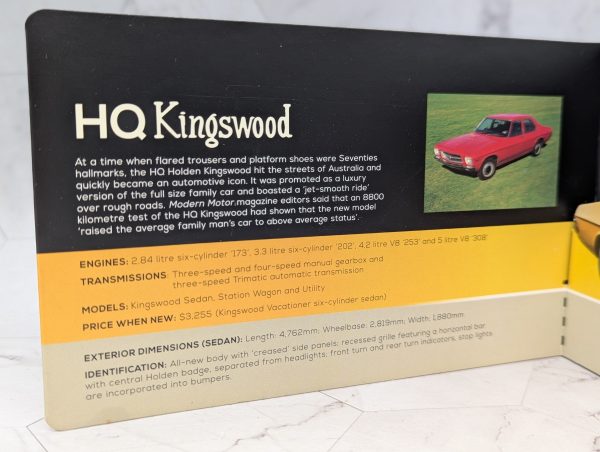 HQ Kingswood
At a time when flared trousers and platform shoes were Seventies
hallmarks, the HQ Holden Kingswood hit the streets of Australia and
quickly became an automotive icon. It was promoted as a luxury
version of the full size family car and boasted a 'jet-smooth ride'
over rough roads. Modern Motor.magazine editors said that an 8800
kilometre test of the HQ Kingswood had shown that the new model
'raised the average family man's car to above average status'.
ENGINES: 2.84 litre six-cylinder '173', 3.3 litre six-cylinder '202', 4.2 litre V8 '253' and 5 litre V8 '308'
TRANSMISSIONS: Three-speed and four-speed manual gearbox and
three-speed Trimatic automatic transmission
MODELS: Kingswood Sedan, Station Wagon and Utility
PRICE WHEN NEW: $3,255 (Kingswood Vacationer six-cylinder sedan)
EXTERIOR DIMENSIONS (SEDAN): Length: 4,762mm; Wheelbase: 2,819mm; Width: 1,880mm.
IDENTIFICATION: All-new body with 'creased' side panels; recessed grille featuring a horizontal bar
with central Holden badge, separated from headlights; front turn and rear turn indicators, stop lights,
are incorporated into bumpers.